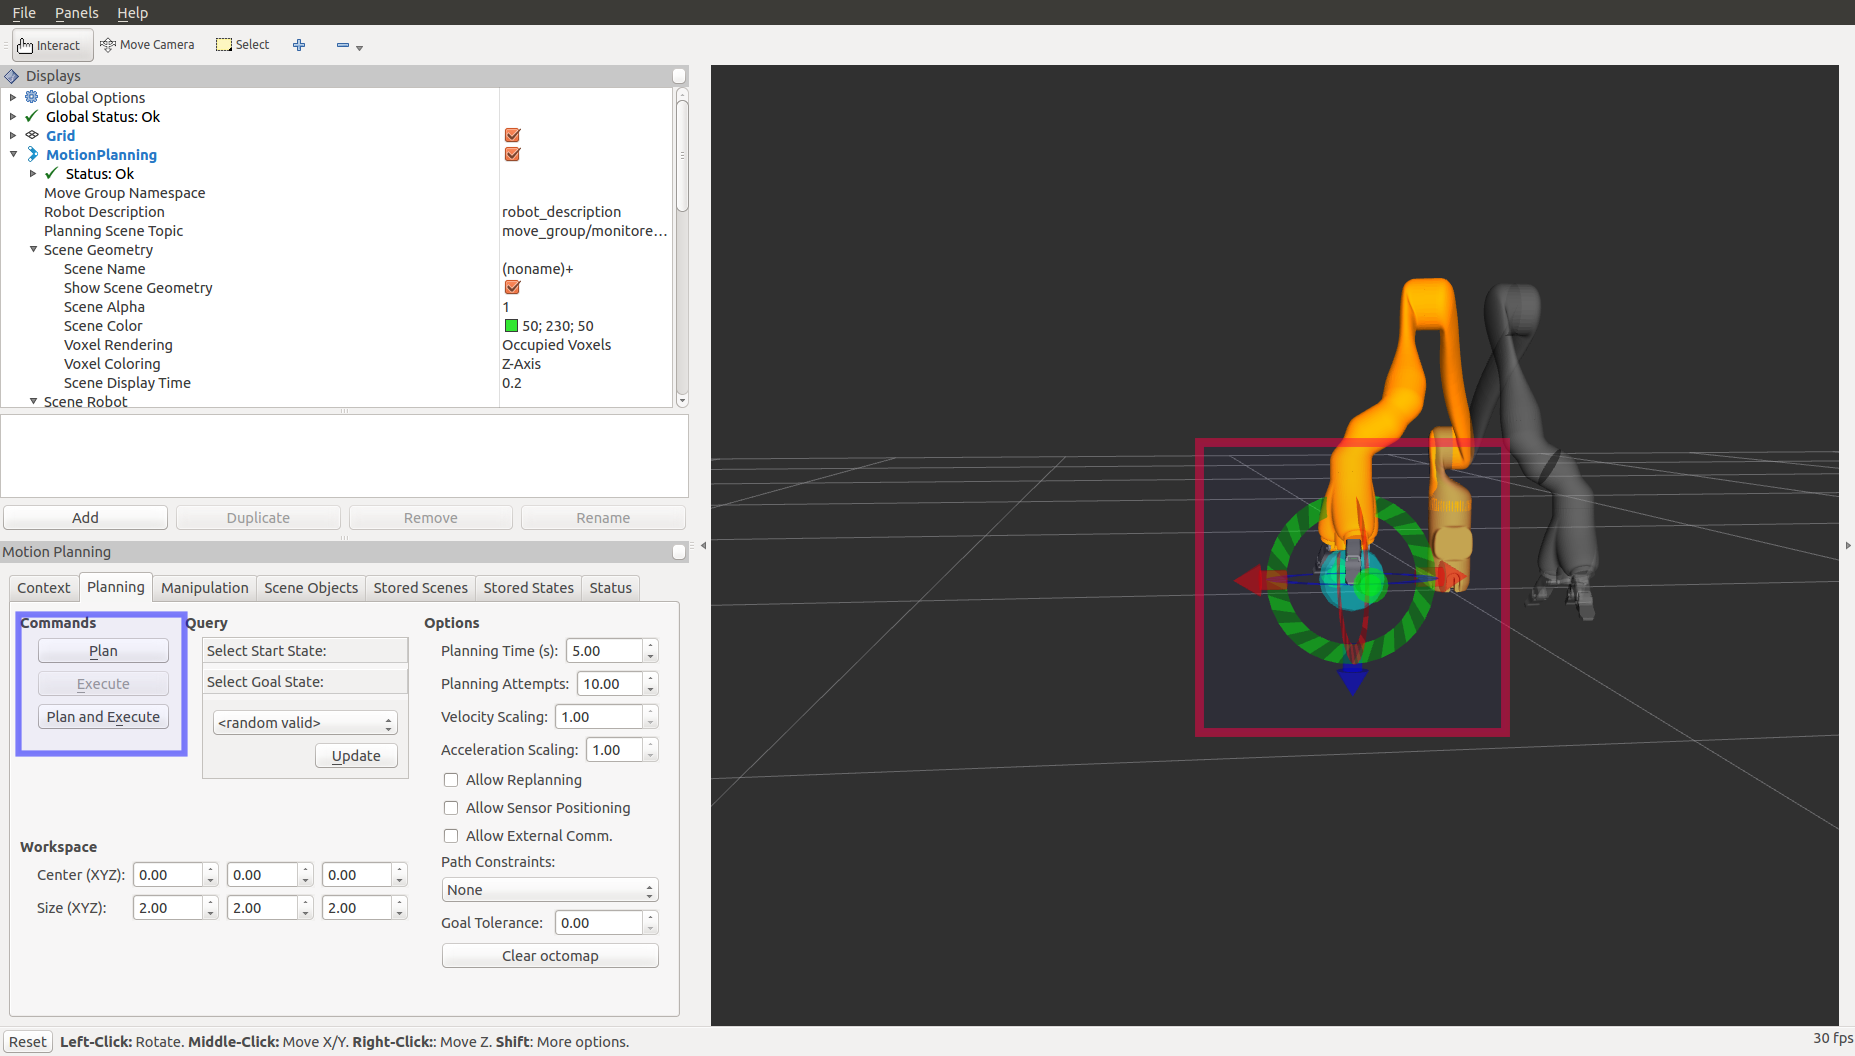 File Panels Help
Interact Move Camera Select
Displays
Global Options
Global Status: Ok
Grid
MotionPlanning
Status: Ok
Move Group Namespace
Robot Description robot_description
Planning Scene Topic move_group/monitore...
Scene Geometry
Scene Name (noname)+
Show Scene Geometry
Scene Alpha 1
Scene Color 50; 230; 50
Voxel Rendering Occupied Voxels
Voxel Coloring Z-Axis
Scene Display Time 0.2
Scene Robot
Add Duplicate Remove Rename
Motion Planning
Context Planning Manipulation Scene Objects Stored Scenes Stored States Status
Commands Query Options
Plan Select Start State: Planning Time (s): 5.00
Execute Select Goal State: Planning Attempts: 10.00
Plan and Execute <random valid> Velocity Scaling: 1.00
Update Acceleration Scaling: 1.00
Allow Replanning
Allow Sensor Positioning
Allow External Comm.
Workspace Path Constraints:
Center (XYZ): 0.00 0.00 0.00 None
Size (XYZ): 2.00 2.00 2.00 Goal Tolerance: 0.00
Clear octomap
Reset Left-Click: Rotate. Middle-Click: Move X/Y. Right-Click:: Move Z. Shift: More options. 30 fps